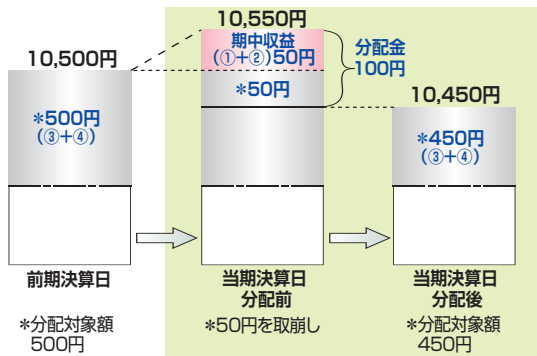 10,500円
*500円
(③+④)
前期決算日
*分配対象額
500円
10,550円
期中収益
(①+②)50円
*50円
分配金
100円
当期決算日
分配前
*50円を取崩し
10,450円
*450円
(③+④)
当期決算日
分配後
*分配対象額
450円